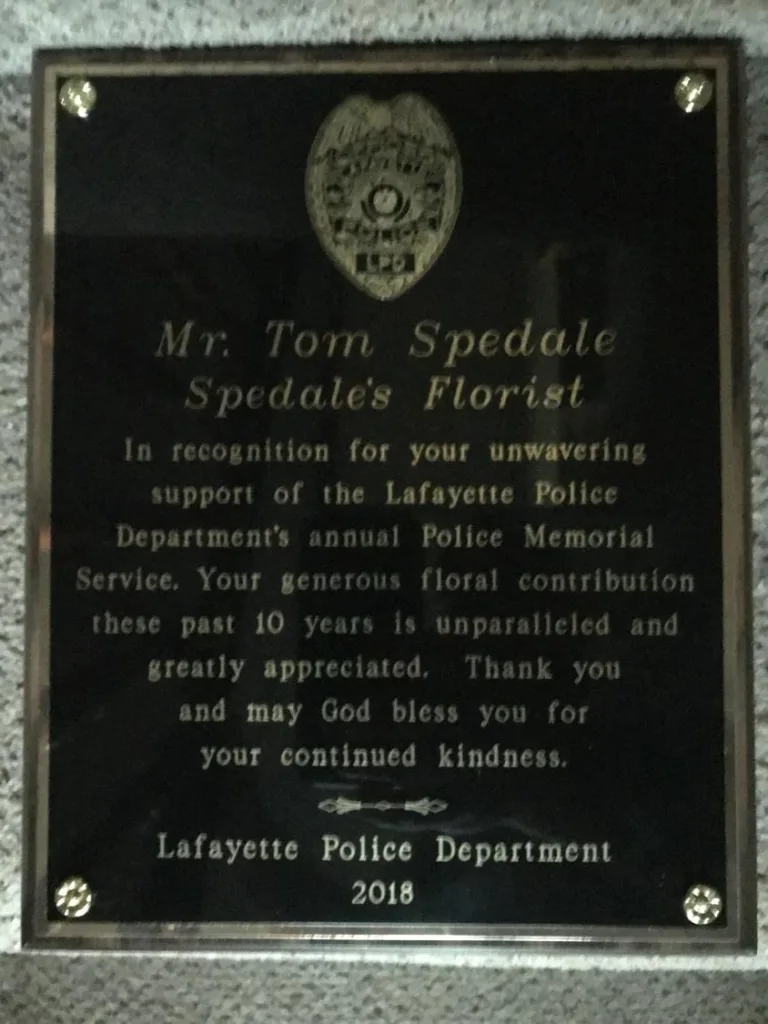 POLICE
LPD
Mr. Tom Spedale
Spedale's Florist
In recognition for your unwavering
support of the Lafayette Police
Department's annual Police Memorial
Service. Your generous floral contribution
these past 10 years is unparalleled and
greatly appreciated. Thank you
and may God bless you for
your continued kindness.
Lafayette Police Department
2018